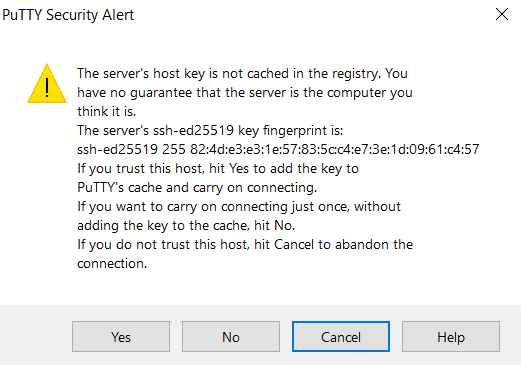 PuTTY Security Alert
The server's host key is not cached in the registry. You
have no guarantee that the server is the computer you
think it is.
The server's ssh-ed25519 key fingerprint is:
ssh-ed25519 255 82:4d:e3:e3:1e:57:83:5c:c4:e7:3e:1d:09:61:c4:57
If you trust this host, hit Yes to add the key to
PuTTY's cache and carry on connecting.
If you want to carry on connecting just once, without
adding the key to the cache, hit No.
If you do not trust this host, hit Cancel to abandon the
connection.
Yes No Cancel Help